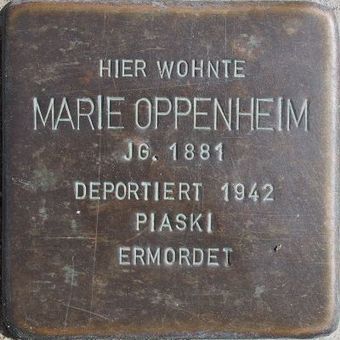 HIER WOHNTE
MARIE OPPENHEIM
JG. 1881
DEPORTIERT 1942
PIASKI
ERMORDET